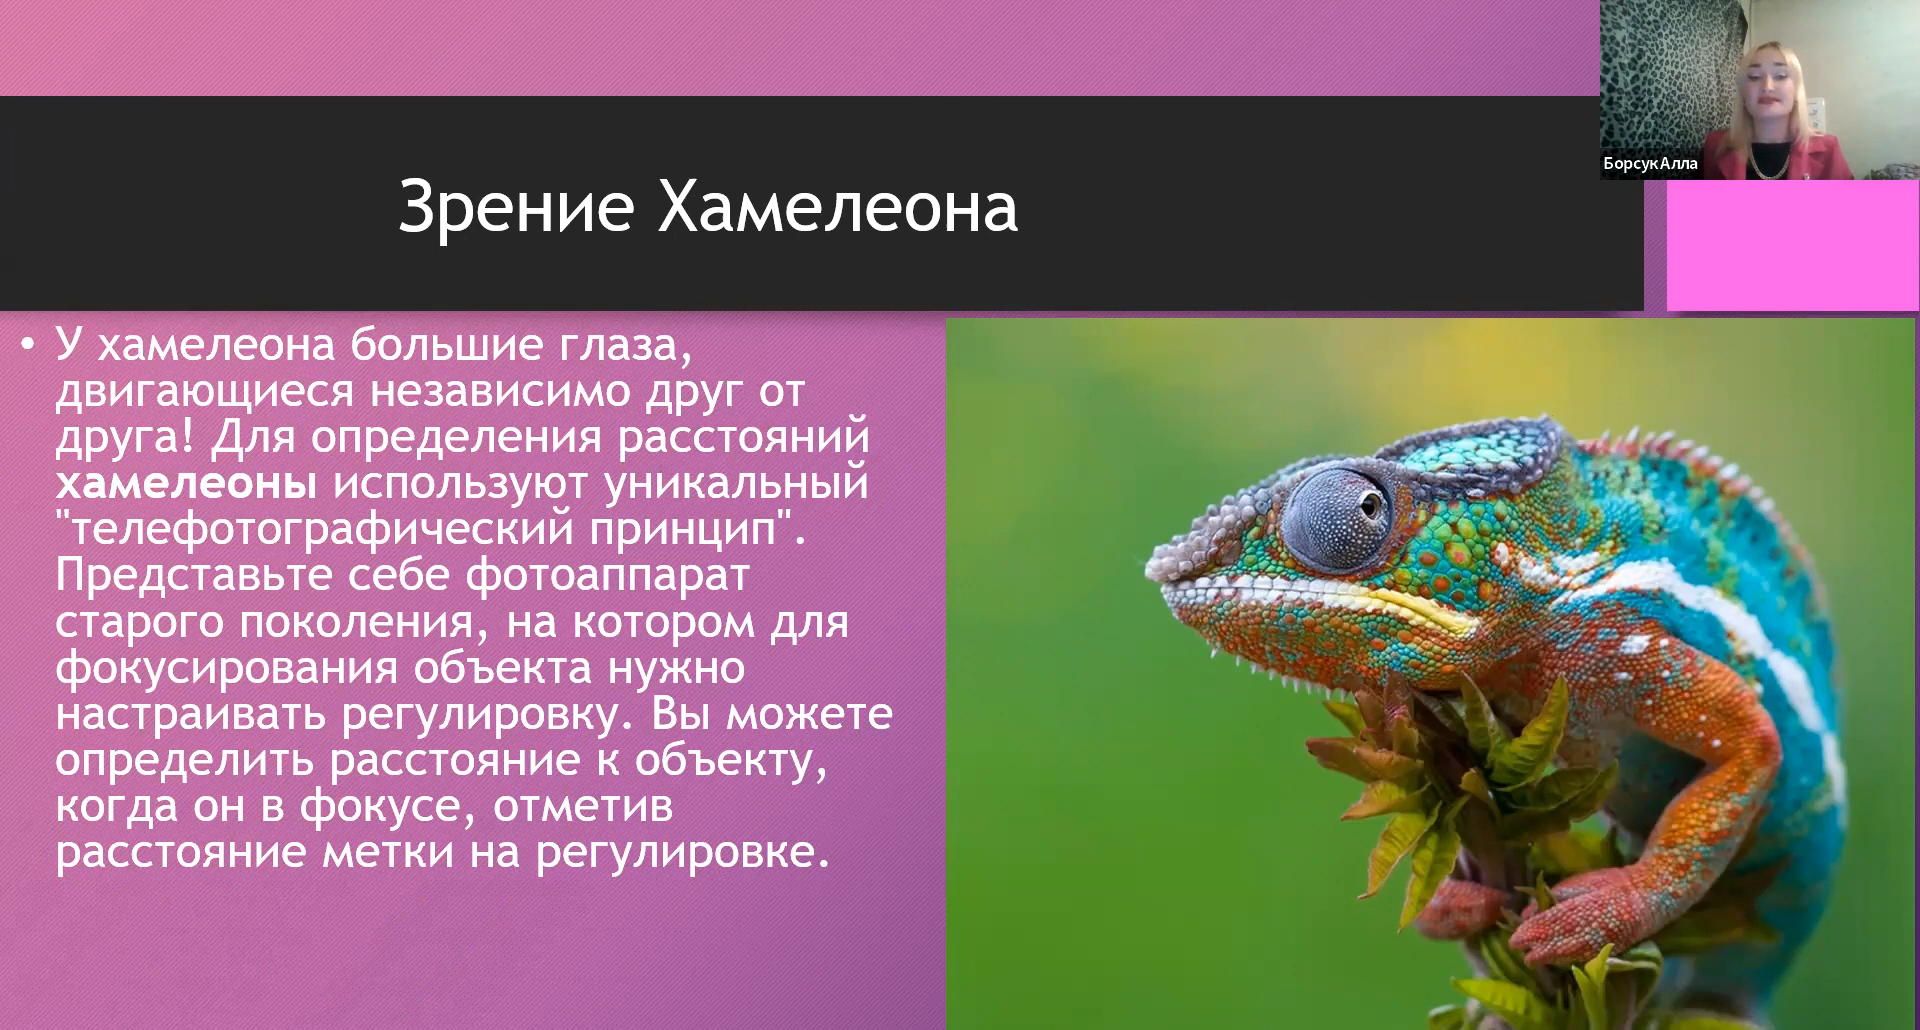 Борсук Алла
Зрение Хамелеона
• У хамелеона большие глаза,
двигающиеся независимо друг от
друга! Для определения расстояний
хамелеоны используют уникальный
"телефотографический принцип".
Представьте себе фотоаппарат
старого поколения, на котором для
фокусирования объекта нужно
настраивать регулировку. Вы можете
определить расстояние к объекту,
когда он в фокусе, отметив
расстояние метки на регулировке.